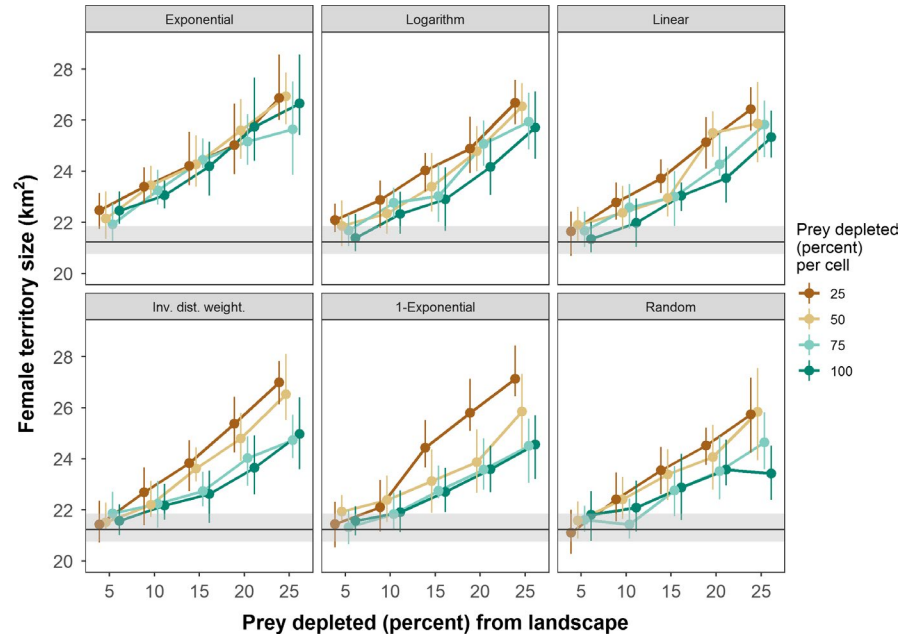 Exponential
Logarithm
Linear
28
26
24
22
20
Inv. dist. weight.
1-Exponential
Random
28
26
24
22
20
5 10 15 20 25
5 10 15 20 25
5 10 15 20 25
Female territory size (km²)
Prey depleted (percent) from landscape
Prey depleted
(percent)
per cell
25
50
75
100